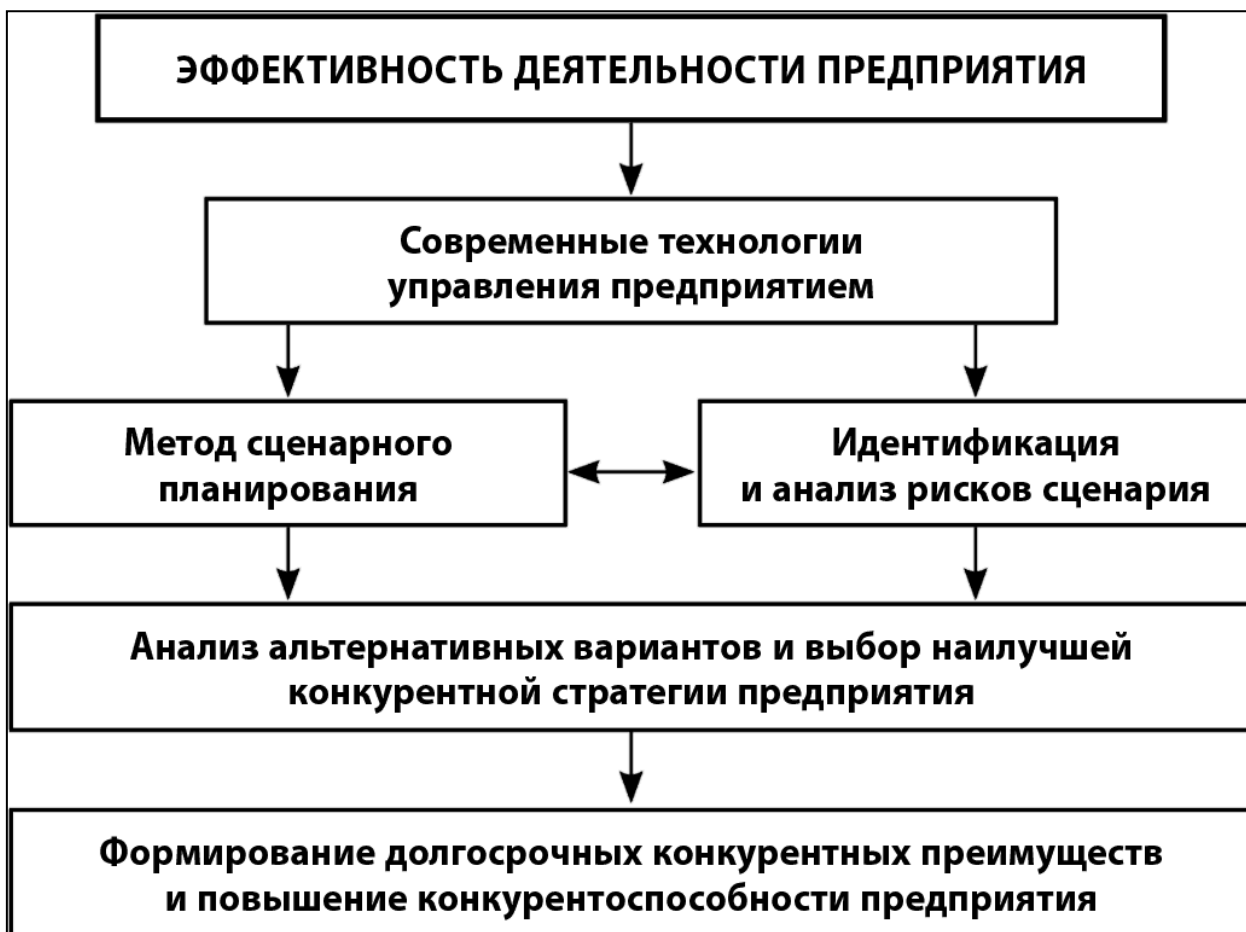 ЭФФЕКТИВНОСТЬ ДЕЯТЕЛЬНОСТИ ПРЕДПРИЯТИЯ
Современные технологии
управления предприятием
Метод сценарного
планирования
Идентификация
и анализ рисков сценария
Анализ альтернативных вариантов и выбор наилучшей
конкурентной стратегии предприятия
Формирование долгосрочных конкурентных преимуществ
и повышение конкурентоспособности предприятия